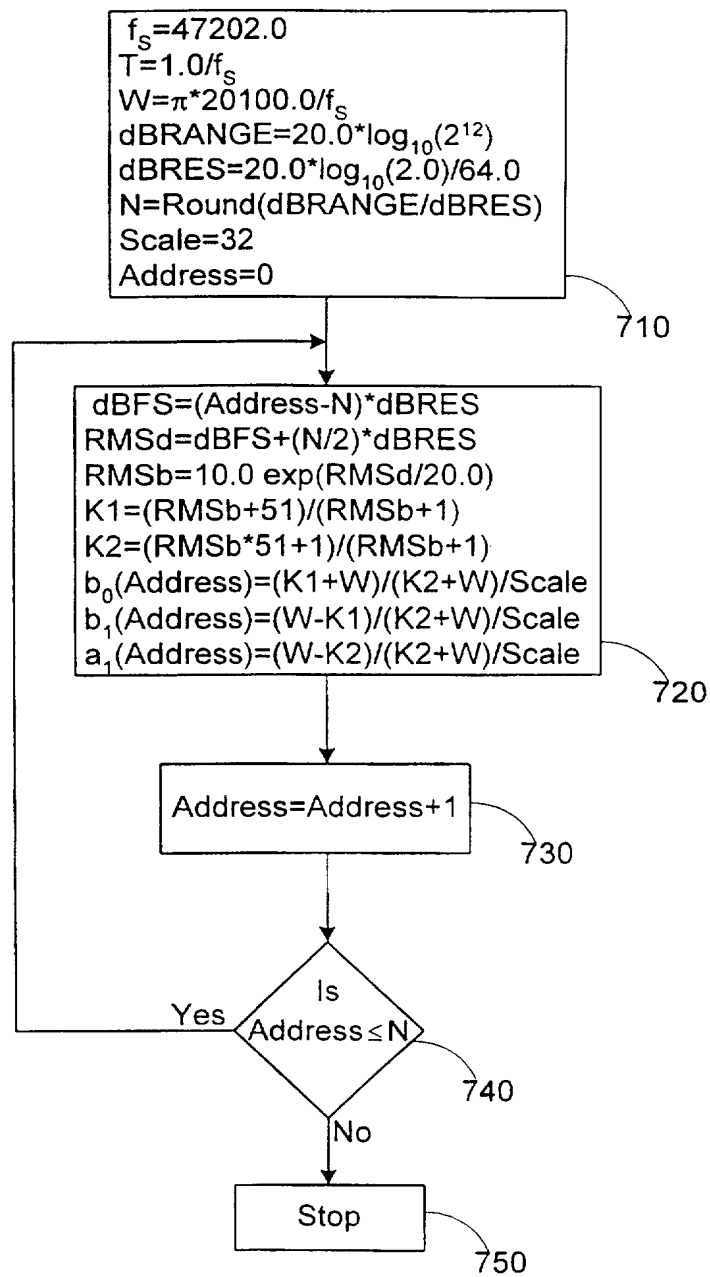 fS=47202.0
T=1.0/fS
W=π*20100.0/fS
dBRANGE=20.0*log10(2¹²)
dBRES=20.0*log10(2.0)/64.0
N=Round(dBRANGE/dBRES)
Scale=32
Address=0
710
dBFS=(Address-N)*dBRES
RMSd=dBFS+(N/2)*dBRES
RMSb=10.0 exp(RMSd/20.0)
K1=(RMSb+51)/(RMSb+1)
K2=(RMSb*51+1)/(RMSb+1)
b0(Address)=(K1+W)/(K2+W)/Scale
b1(Address)=(W-K1)/(K2+W)/Scale
a1(Address)=(W-K2)/(K2+W)/Scale
720
Address=Address+1
730
Is
Address≤N
Yes
740
No
Stop
750